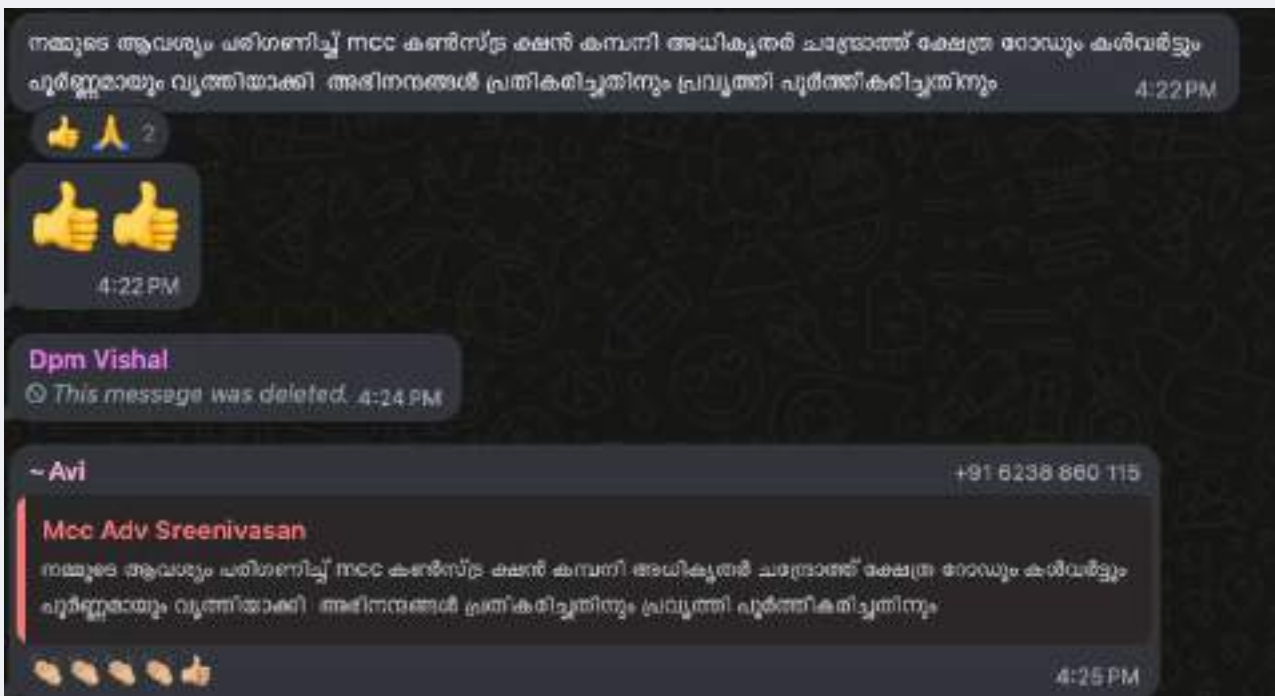 നമ്മുടെ ആവശ്യം പരിഗണിച്ച് mcc കൺസ്ട്ര ക്ഷൻ കമ്പനി അധികൃതർ ചന്ദ്രോത്ത് ക്ഷേത്ര റോഡും കൾവർട്ടും
പൂർണ്ണമായും വൃത്തിയാക്കി അഭിനന്ദങ്ങൾ പ്രതികരിച്ചതിനും പ്രവൃത്തി പൂർത്തീകരിച്ചതിനും
4:22 PM
👍 🙏 2
👍👍
4:22 PM
Dpm Vishal
This message was deleted. 4:24 PM
~ Avi +91 6238 860 115
Mcc Adv Sreenivasan
നമ്മുടെ ആവശ്യം പരിഗണിച്ച് mcc കൺസ്ട്ര ക്ഷൻ കമ്പനി അധികൃതർ ചന്ദ്രോത്ത് ക്ഷേത്ര റോഡും കൾവർട്ടും
പൂർണ്ണമായും വൃത്തിയാക്കി അഭിനന്ദങ്ങൾ പ്രതികരിച്ചതിനും പ്രവൃത്തി പൂർത്തികരിച്ചതിനും
👏🏼👏🏼👏🏼👏🏼👍🏼 4:25 PM